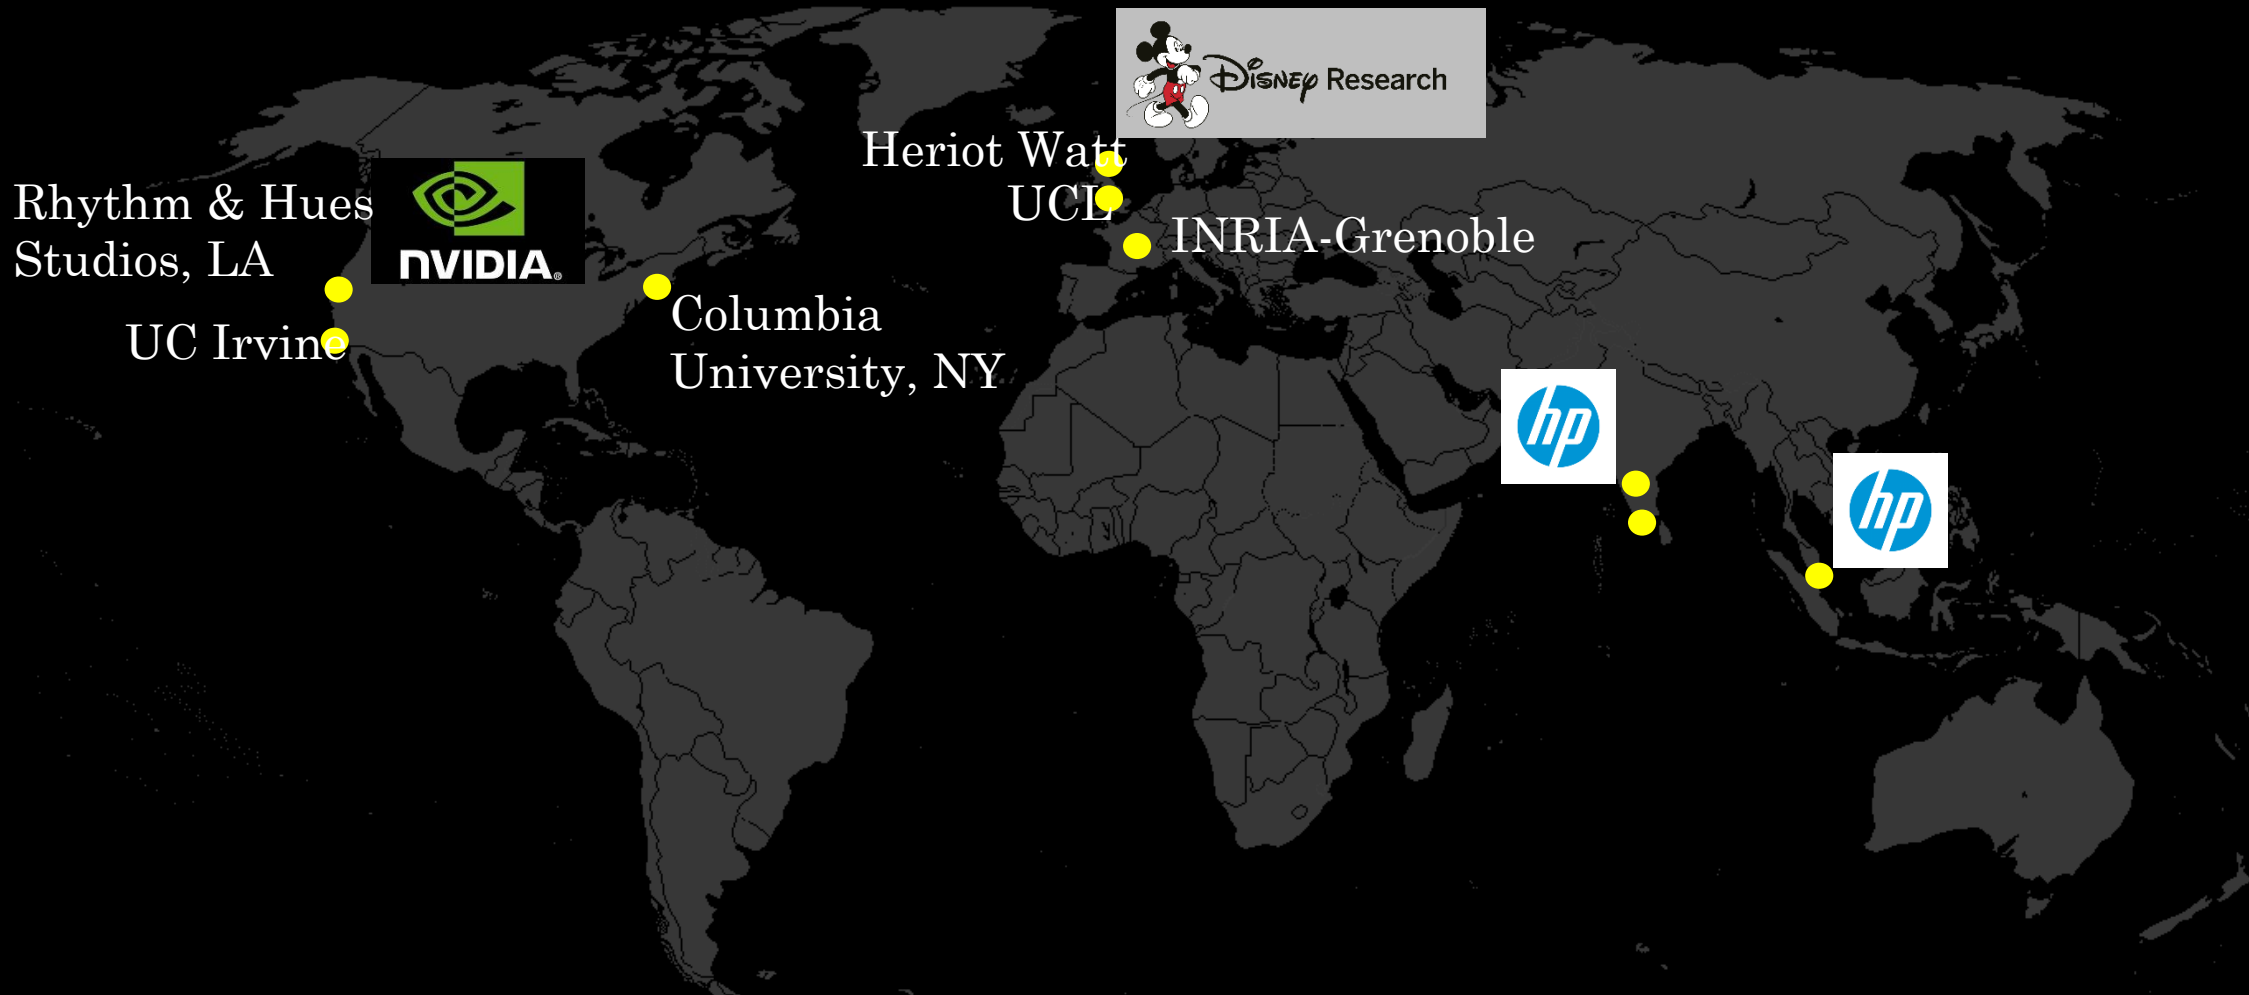 Disney Research
Heriot Watt
UCL
INRIA-Grenoble
Rhythm & Hues
Studios, LA
NVIDIA®
UC Irvine
Columbia
University, NY
hp
hp